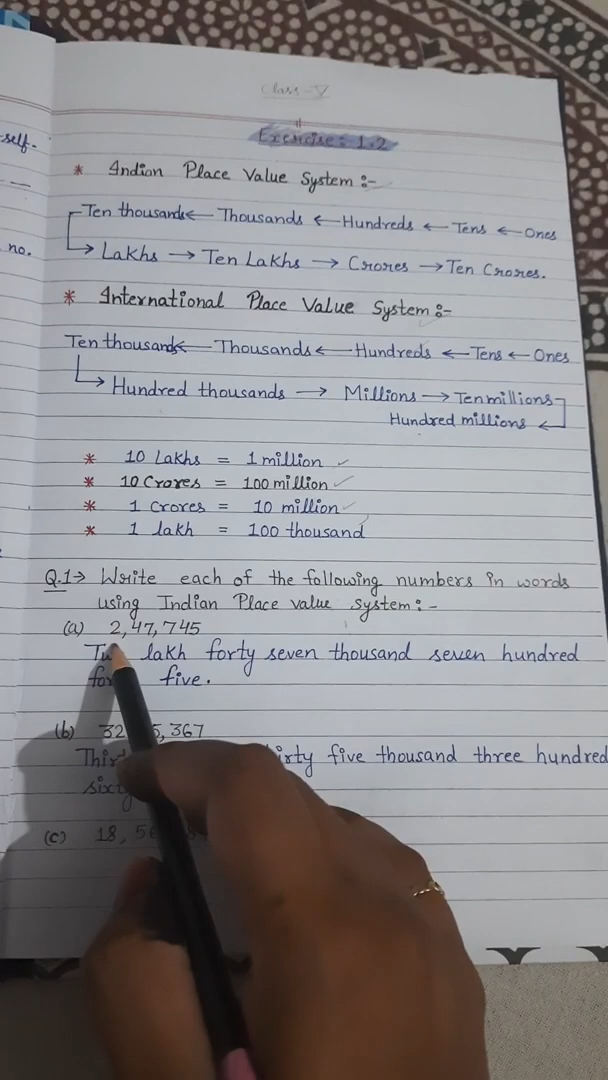 Class-V
Exercise: 1.2
self.
* Indian Place Value System :-
Ten thousands ← Thousands ← Hundreds ← Tens ← Ones
no.
→ Lakhs → Ten Lakhs → Crores → Ten Crores.
* International Place Value System :-
Ten thousands ← Thousands ← Hundreds ← Tens ← Ones
→ Hundred thousands → Millions → Ten millions
Hundred millions ←
* 10 Lakhs = 1 million ✓
* 10 Crores = 100 million ✓
* 1 Crores = 10 million ✓
* 1 lakh = 100 thousand
Q.1→ Write each of the following numbers in words
using Indian Place value system :-
(a) 2,47,745
lakh forty seven thousand seven hundred
five.
(b) 367
five thousand three hundred
(c) 18,